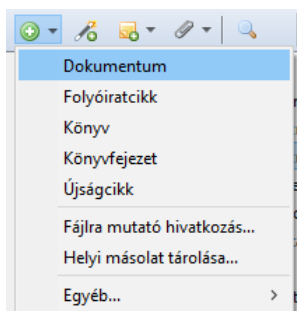 Dokumentum
Folyóiratcikk
Könyv
Könyvfejezet
Újságcikk
Fájlra mutató hivatkozás...
Helyi másolat tárolása...
Egyéb...